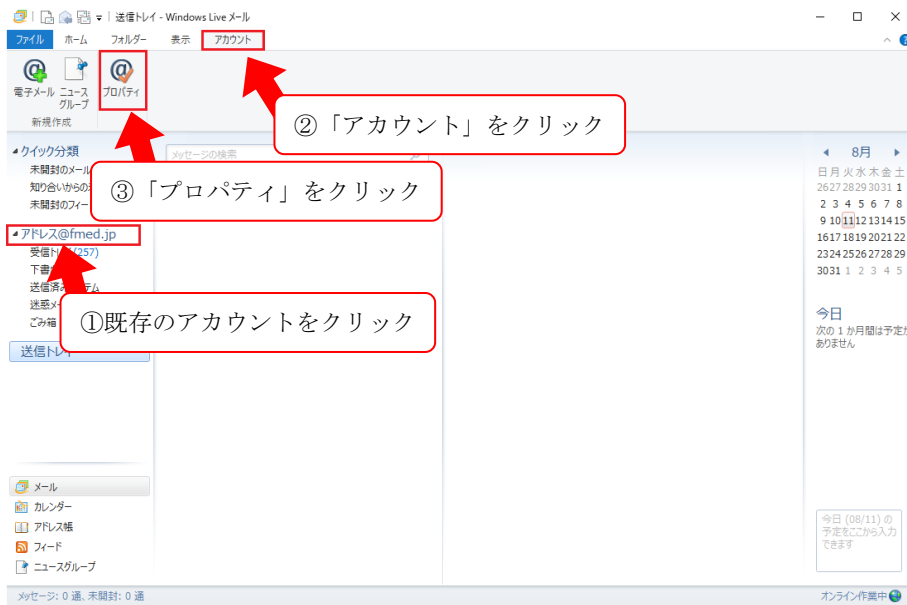 送信トレイ - Windows Live メール
ファイル ホーム フォルダー 表示 アカウント
電子メール ニュース グループ プロパティ
新規作成
②「アカウント」をクリック
クイック分類
メッセージの検索
未開封のメール
知り合いからの
未開封のフィー
③「プロパティ」をクリック
アドレス@fmed.jp
受信トレイ(257)
下書
送信済みアイテム
迷惑メ
ごみ箱
①既存のアカウントをクリック
送信トレイ
8月
日 月 火 水 木 金 土
26 27 28 29 30 31 1
2 3 4 5 6 7 8
9 10 11 12 13 14 15
16 17 18 19 20 21 22
23 24 25 26 27 28 29
30 31 1 2 3 4 5
今日
次の 1 か月間は予定が
ありません
メール
カレンダー
アドレス帳
フィード
ニュースグループ
今日 (08/11) の
予定をここから入力
できます
メッセージ: 0 通、未開封: 0 通
オンライン作業中